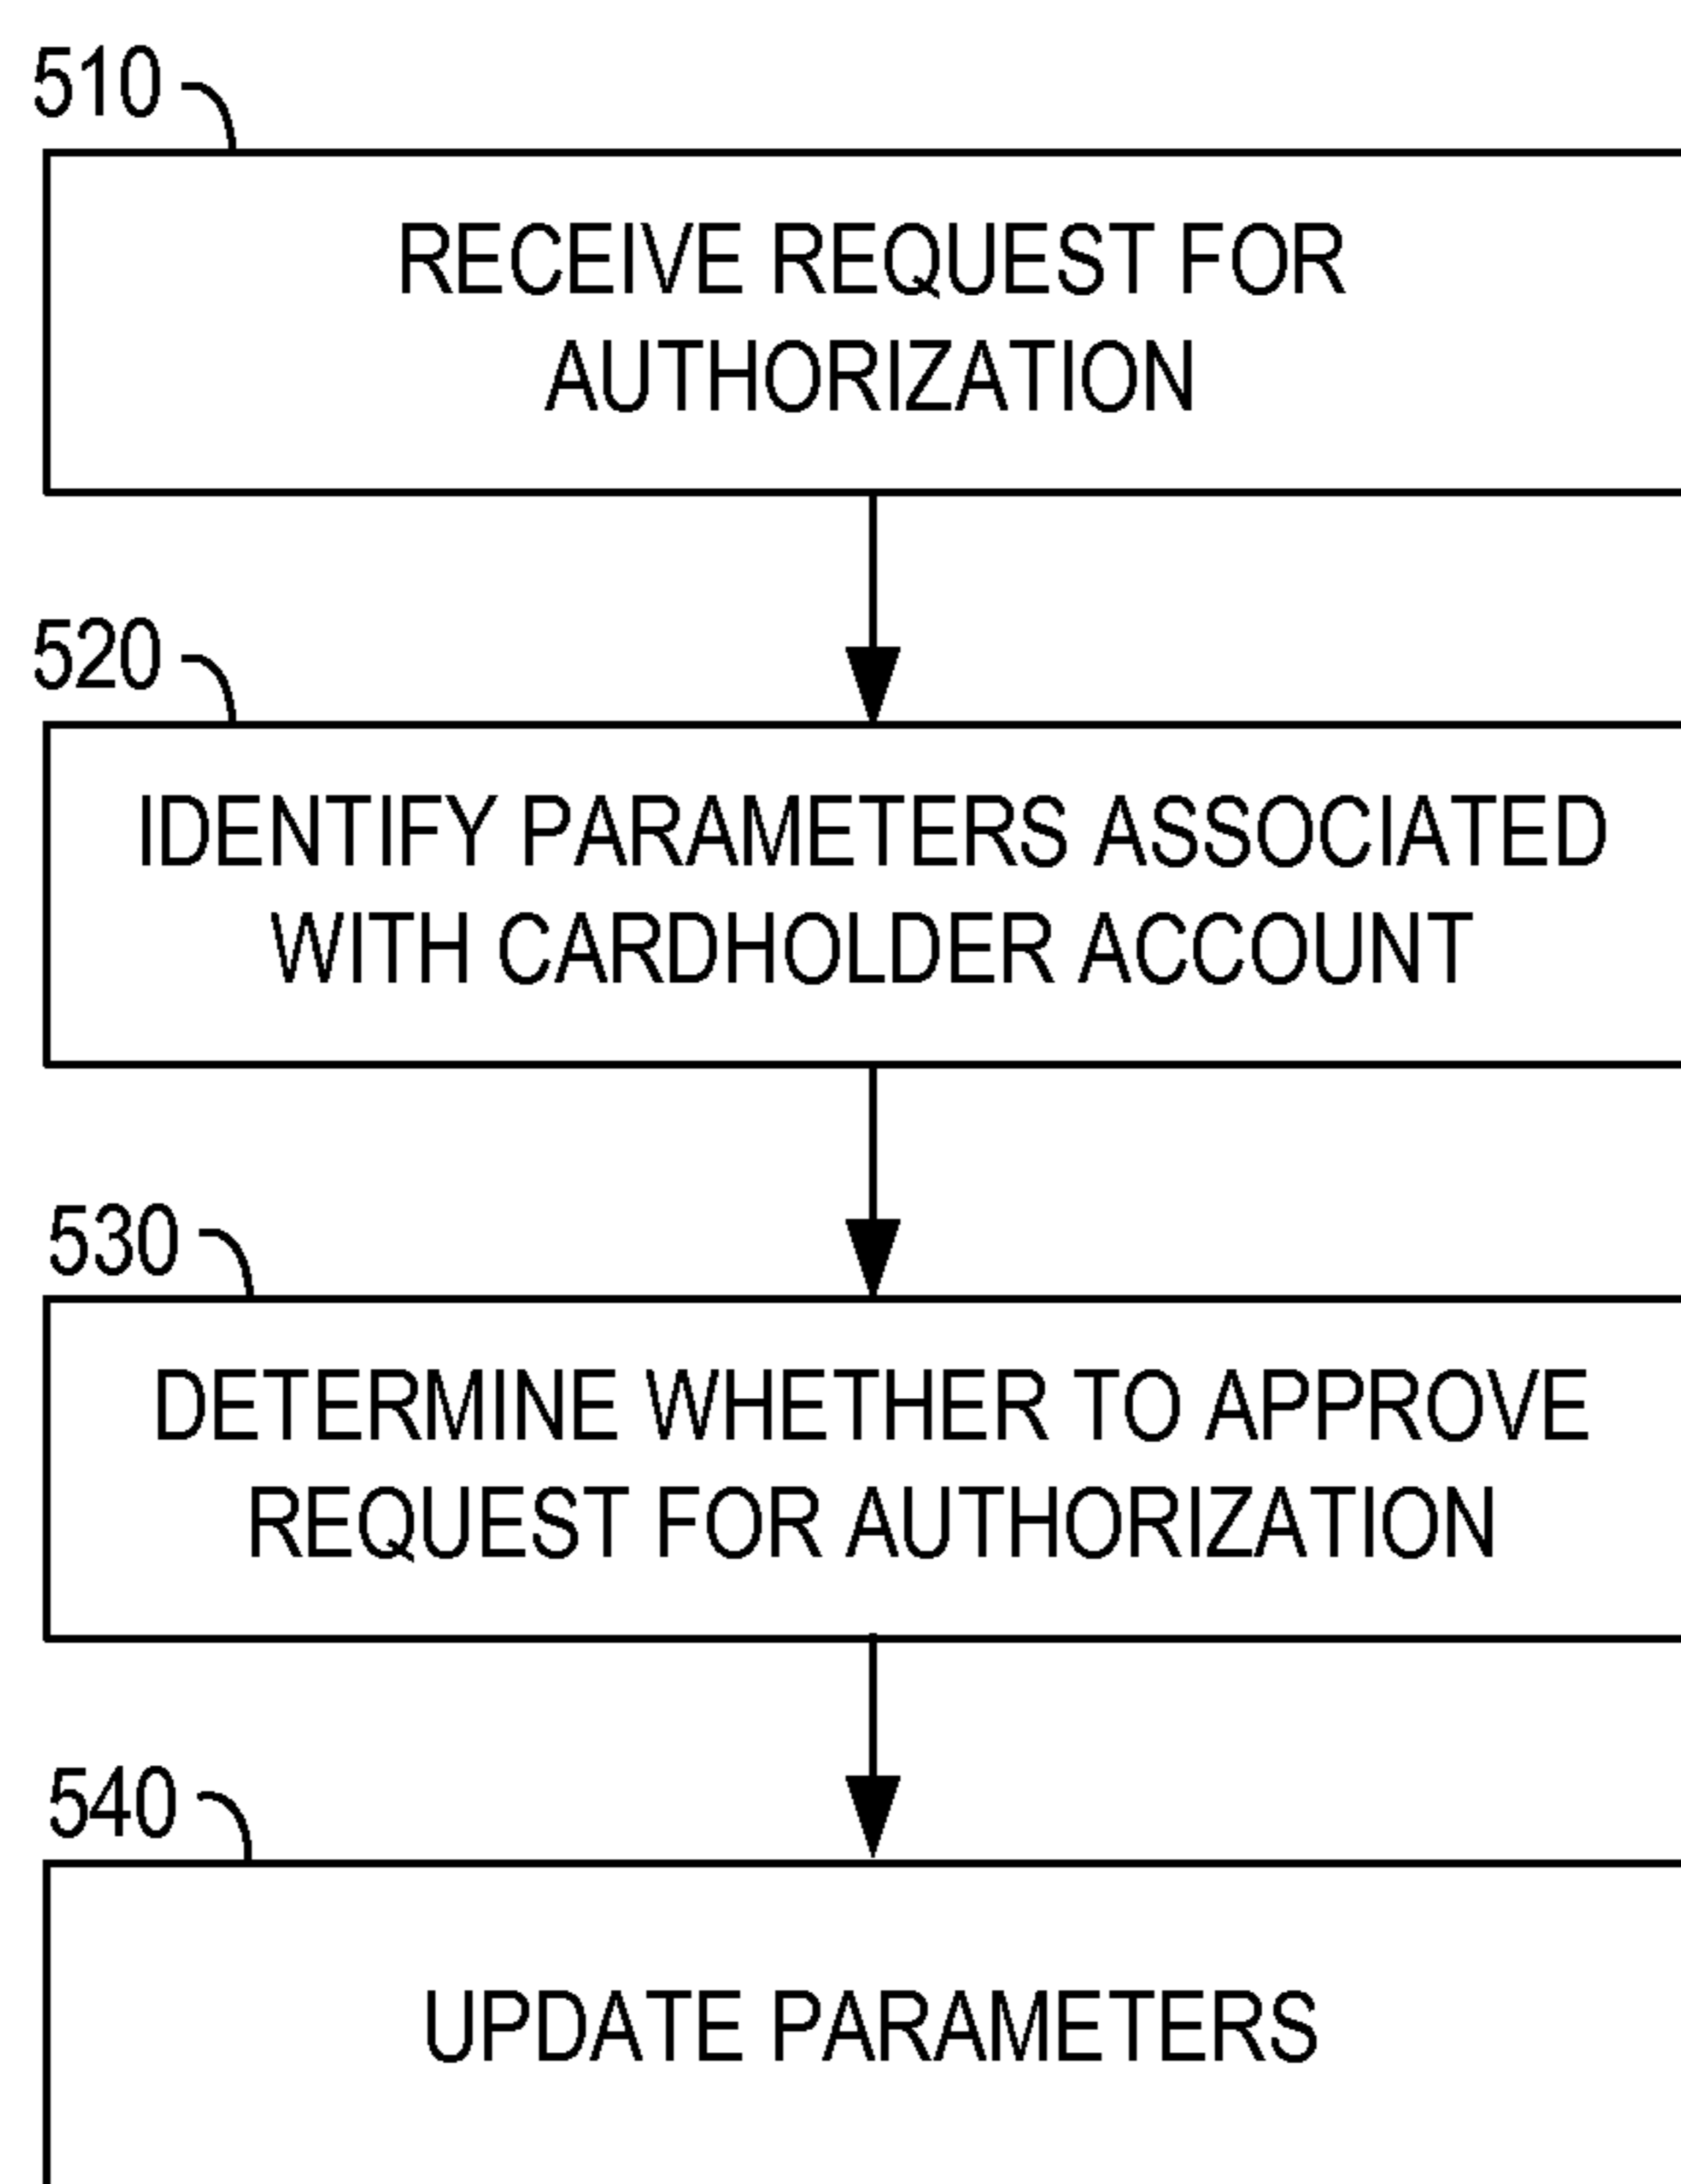 510
RECEIVE REQUEST FOR
AUTHORIZATION
520
IDENTIFY PARAMETERS ASSOCIATED
WITH CARDHOLDER ACCOUNT
530
DETERMINE WHETHER TO APPROVE
REQUEST FOR AUTHORIZATION
540
UPDATE PARAMETERS